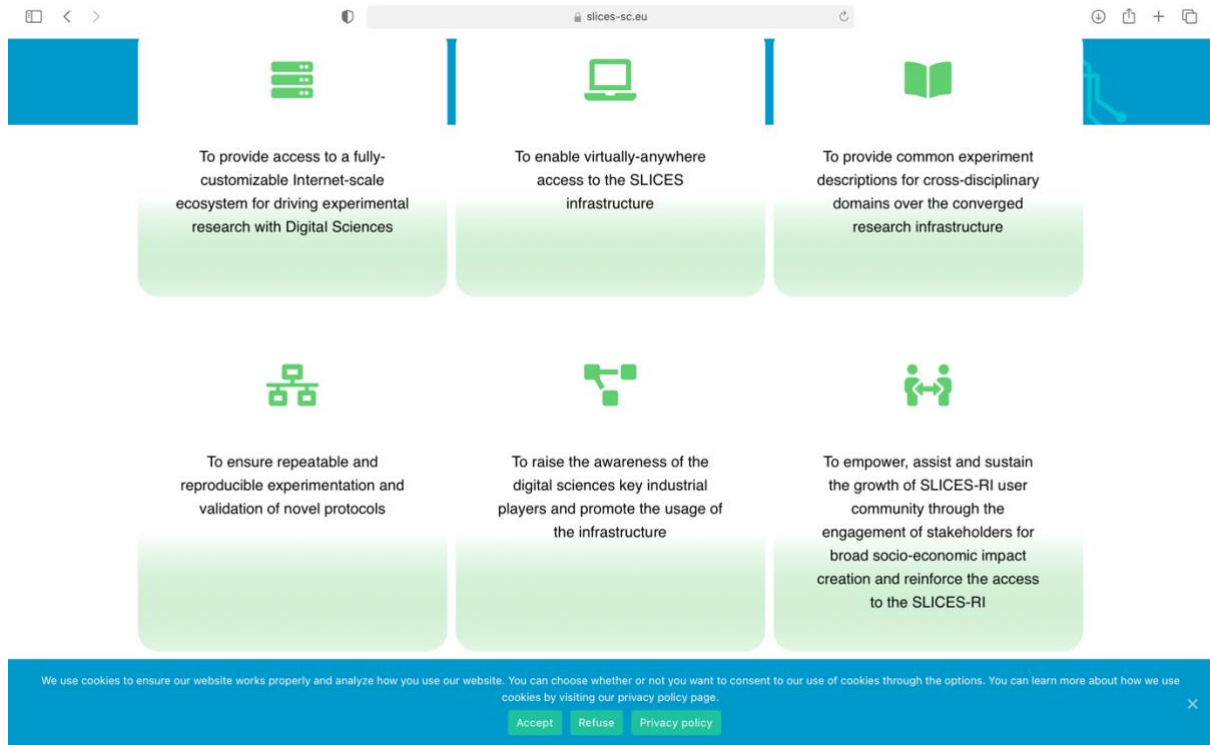 slices-sc.eu
To provide access to a fully-
customizable Internet-scale
ecosystem for driving experimental
research with Digital Sciences
To enable virtually-anywhere
access to the SLICES
infrastructure
To provide common experiment
descriptions for cross-disciplinary
domains over the converged
research infrastructure
To ensure repeatable and
reproducible experimentation and
validation of novel protocols
To raise the awareness of the
digital sciences key industrial
players and promote the usage of
the infrastructure
To empower, assist and sustain
the growth of SLICES-RI user
community through the
engagement of stakeholders for
broad socio-economic impact
creation and reinforce the access
to the SLICES-RI
We use cookies to ensure our website works properly and analyze how you use our website. You can choose whether or not you want to consent to our use of cookies through the options. You can learn more about how we use
cookies by visiting our privacy policy page.
Accept Refuse Privacy policy